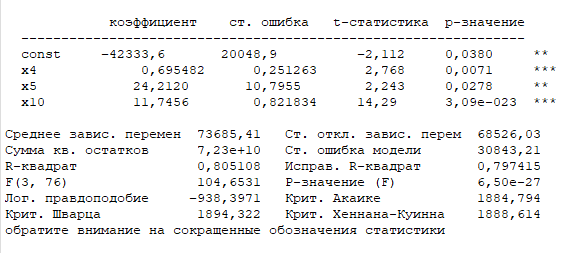 коэффициент ст. ошибка t-статистика р-значение
---------------------------------------------------------------
const −42333,6 20048,9 −2,112 0,0380 **
x4 0,695482 0,251263 2,768 0,0071 ***
x5 24,2120 10,7955 2,243 0,0278 **
x10 11,7456 0,821834 14,29 3,09e-023 ***
Среднее завис. перемен 73685,41 Ст. откл. завис. перем 68526,03
Сумма кв. остатков 7,23e+10 Ст. ошибка модели 30843,21
R-квадрат 0,805108 Исправ. R-квадрат 0,797415
F(3, 76) 104,6531 Р-значение (F) 6,50e-27
Лог. правдоподобие −938,3971 Крит. Акаике 1884,794
Крит. Шварца 1894,322 Крит. Хеннана-Куинна 1888,614
обратите внимание на сокращенные обозначения статистики